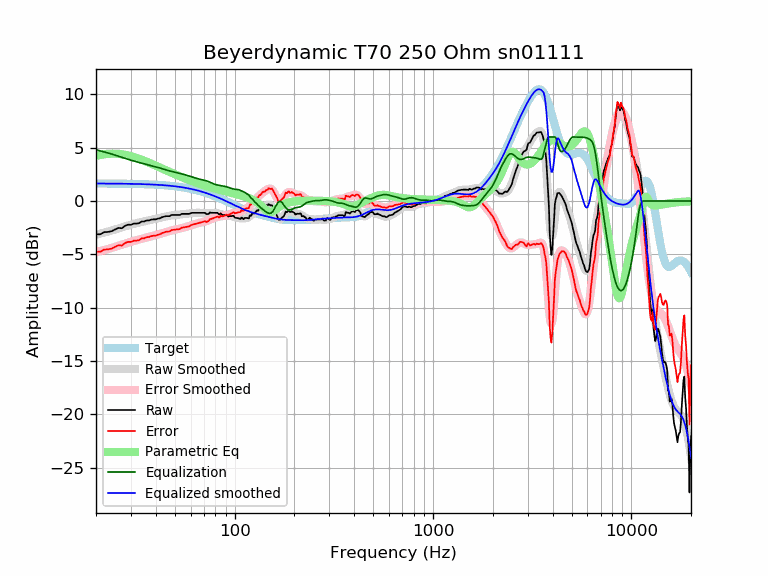 Beyerdynamic T70 250 Ohm sn01111
10
5
0
−5
−10
−15
−20
−25
Amplitude (dBr)
Target
Raw Smoothed
Error Smoothed
Raw
Error
Parametric Eq
Equalization
Equalized smoothed
100 1000 10000
Frequency (Hz)